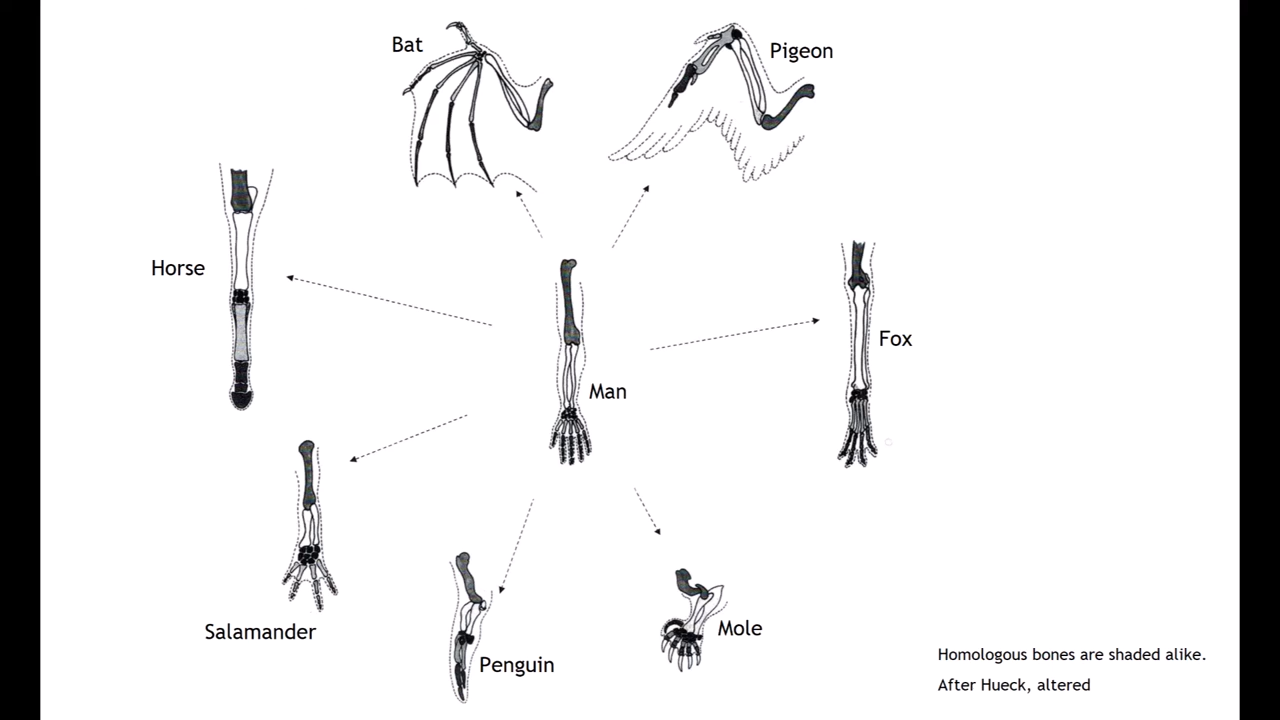 Bat
Pigeon
Horse
Fox
Man
Salamander
Penguin
Mole
Homologous bones are shaded alike.
After Hueck, altered